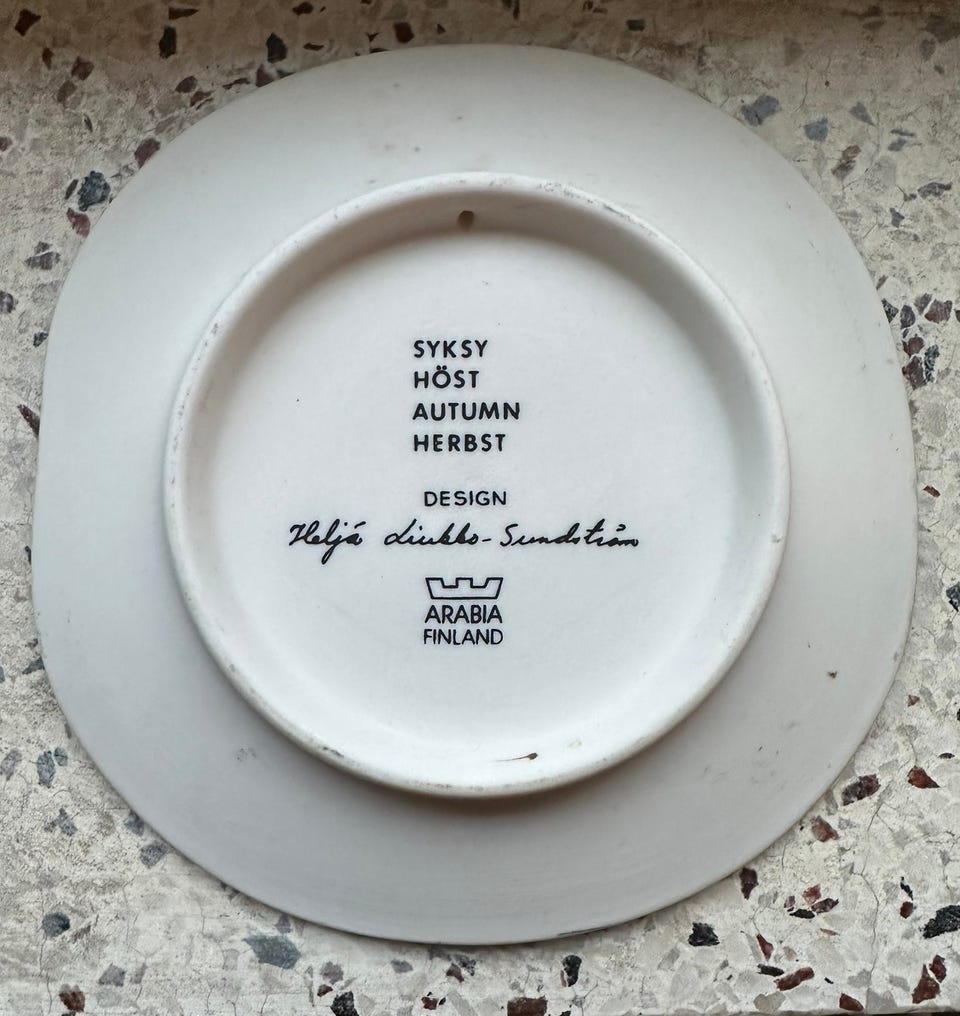 SYKSY
HÖST
AUTUMN
HERBST
DESIGN
Heljä Liukko-Sundström
ARABIA
FINLAND